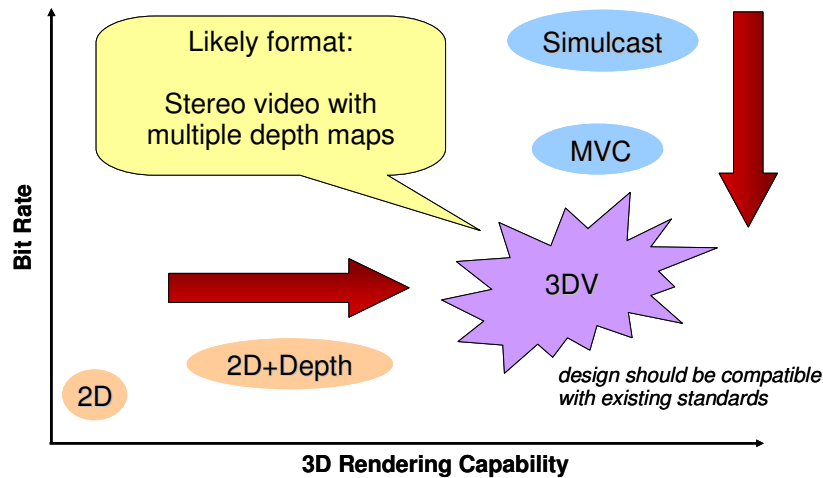 Likely format:
Stereo video with
multiple depth maps
Simulcast
MVC
3DV
2D+Depth
2D
design should be compatible
with existing standards
Bit Rate
3D Rendering Capability